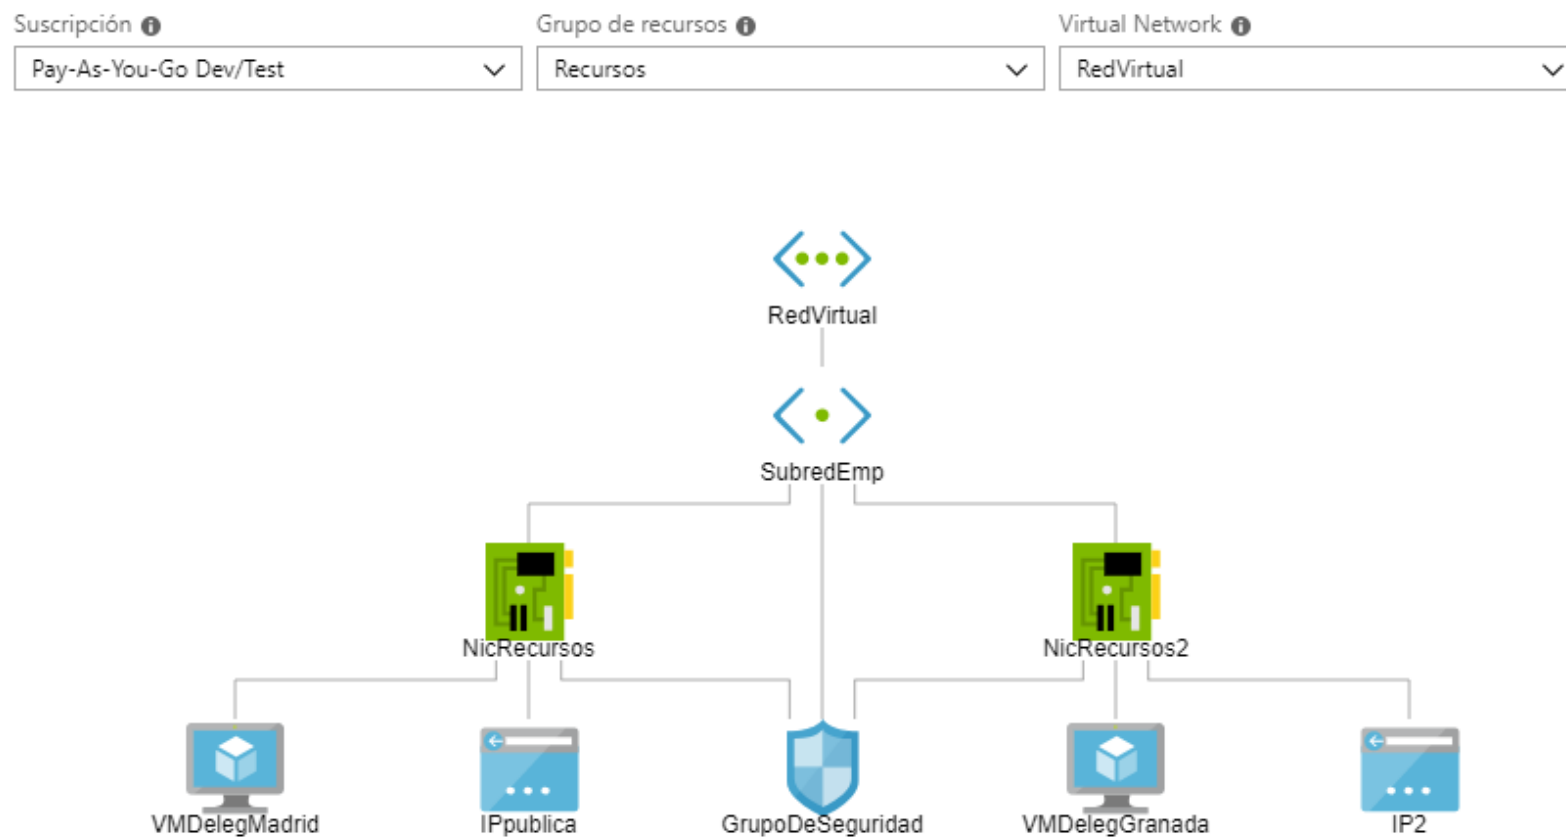 Suscripción
Grupo de recursos
Virtual Network
Pay-As-You-Go Dev/Test
Recursos
RedVirtual
RedVirtual
SubredEmp
NicRecursos
NicRecursos2
VMDelegMadrid
IPpublica
GrupoDeSeguridad
VMDelegGranada
IP2